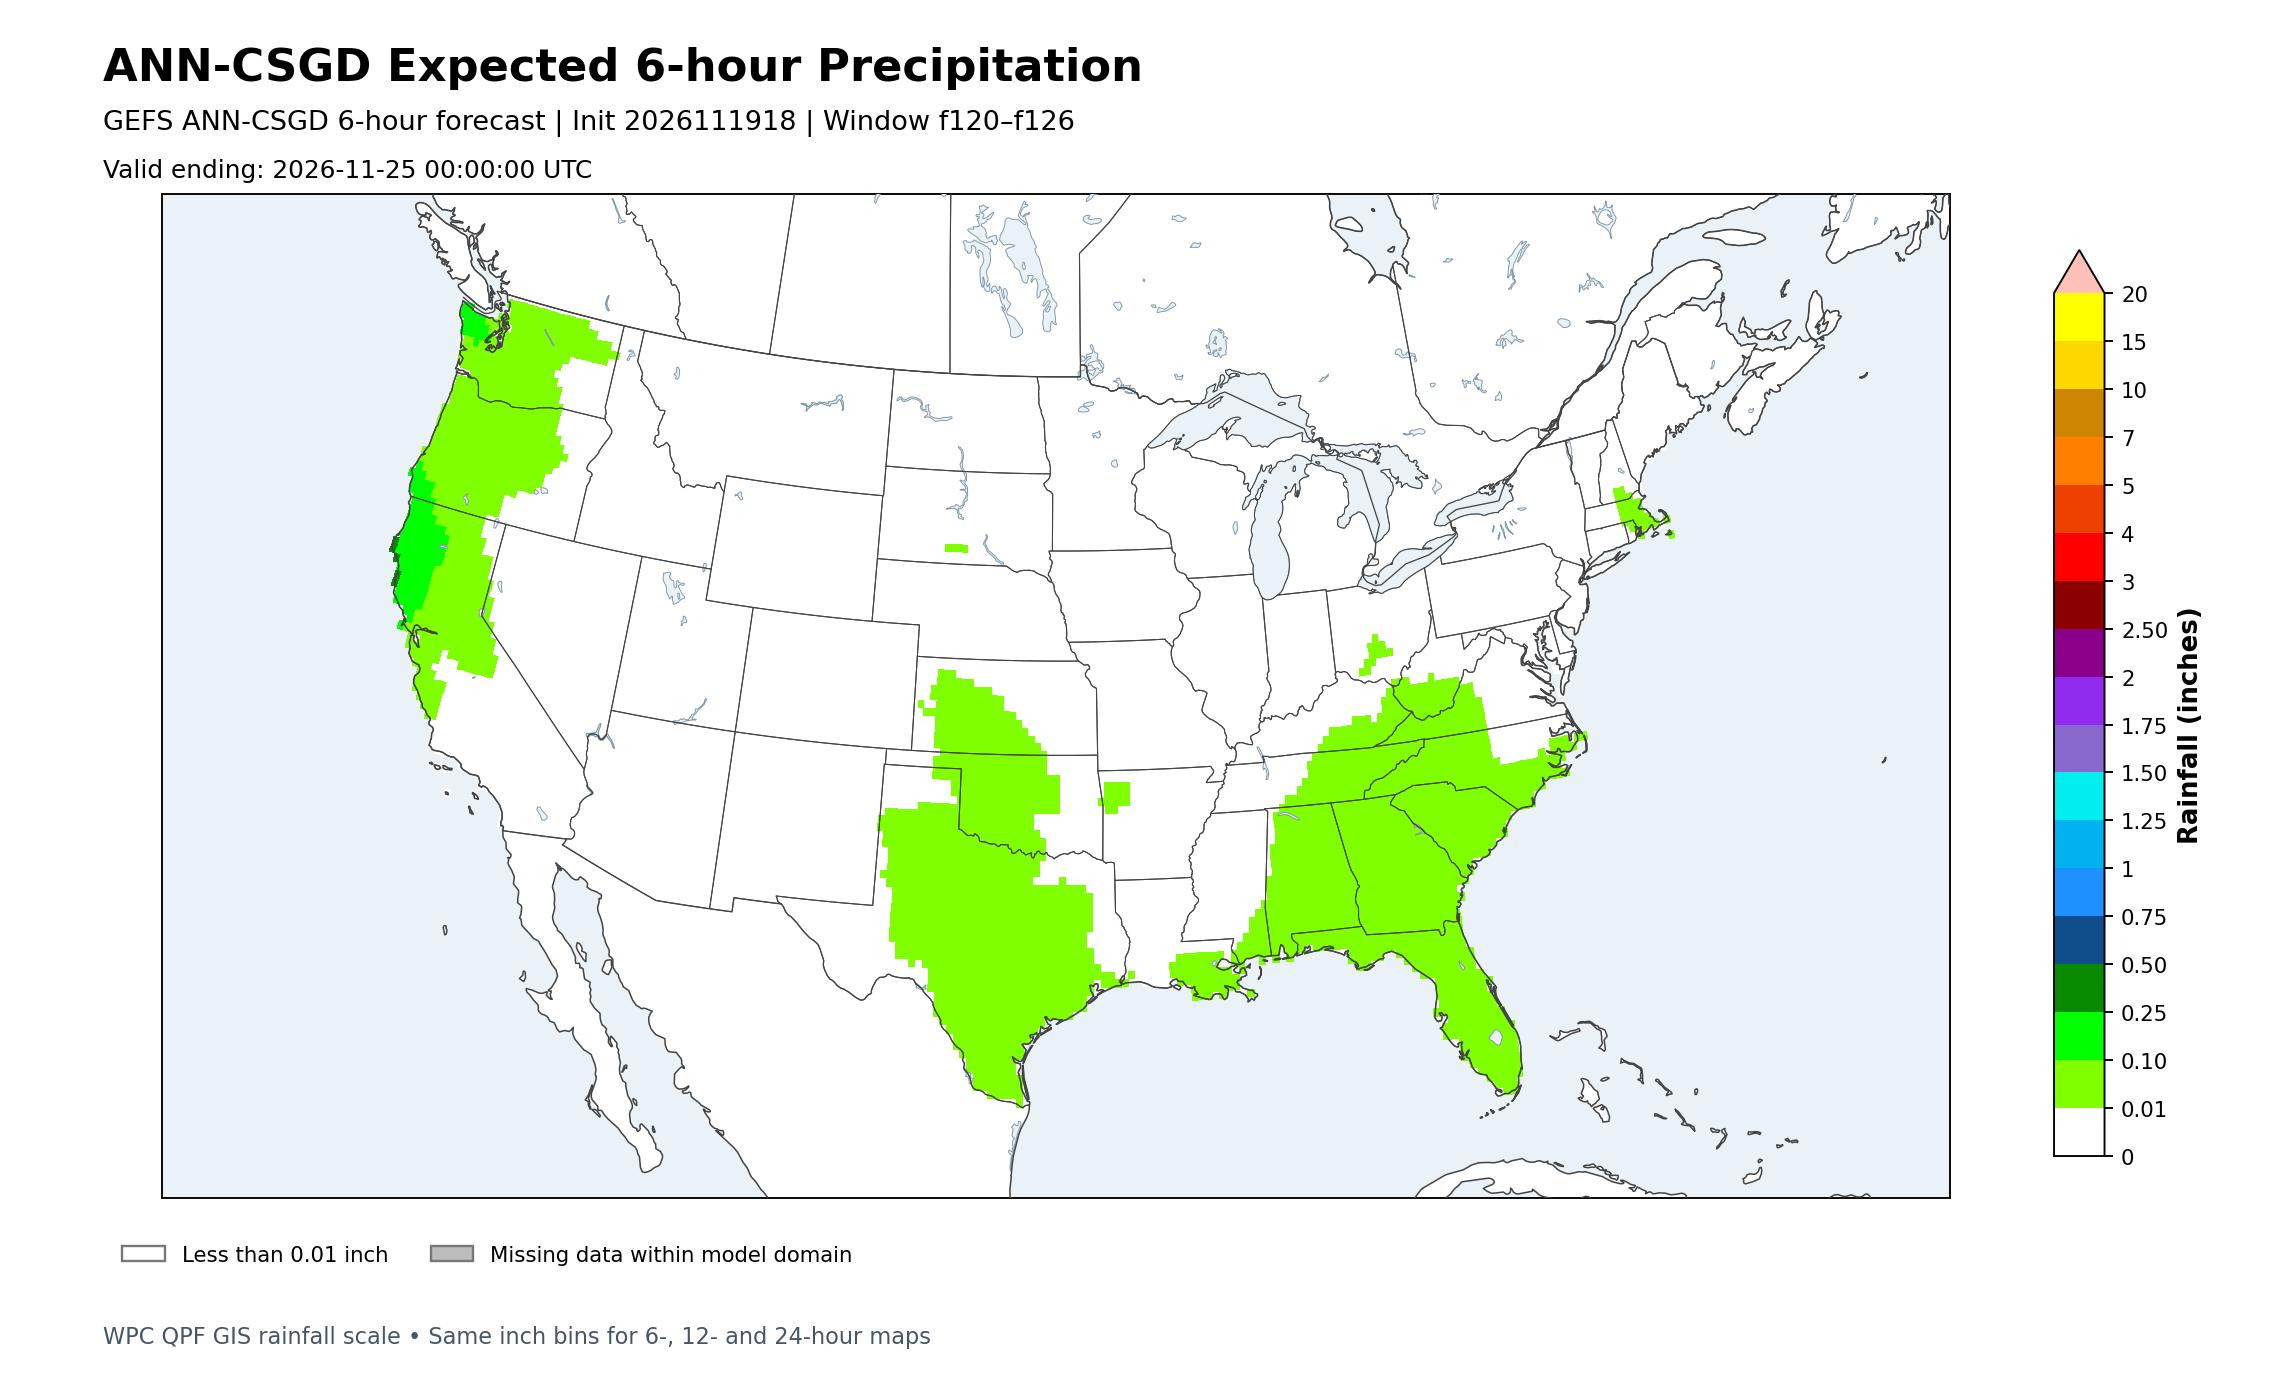 ANN-CSGD Expected 6-hour Precipitation
GEFS ANN-CSGD 6-hour forecast | Init 2026111918 | Window f120–f126
Valid ending: 2026-11-25 00:00:00 UTC
20
15
10
7
5
4
3
2.50
2
1.75
1.50
1.25
1
0.75
0.50
0.25
0.10
0.01
0
Rainfall (inches)
Less than 0.01 inch
Missing data within model domain
WPC QPF GIS rainfall scale • Same inch bins for 6-, 12- and 24-hour maps